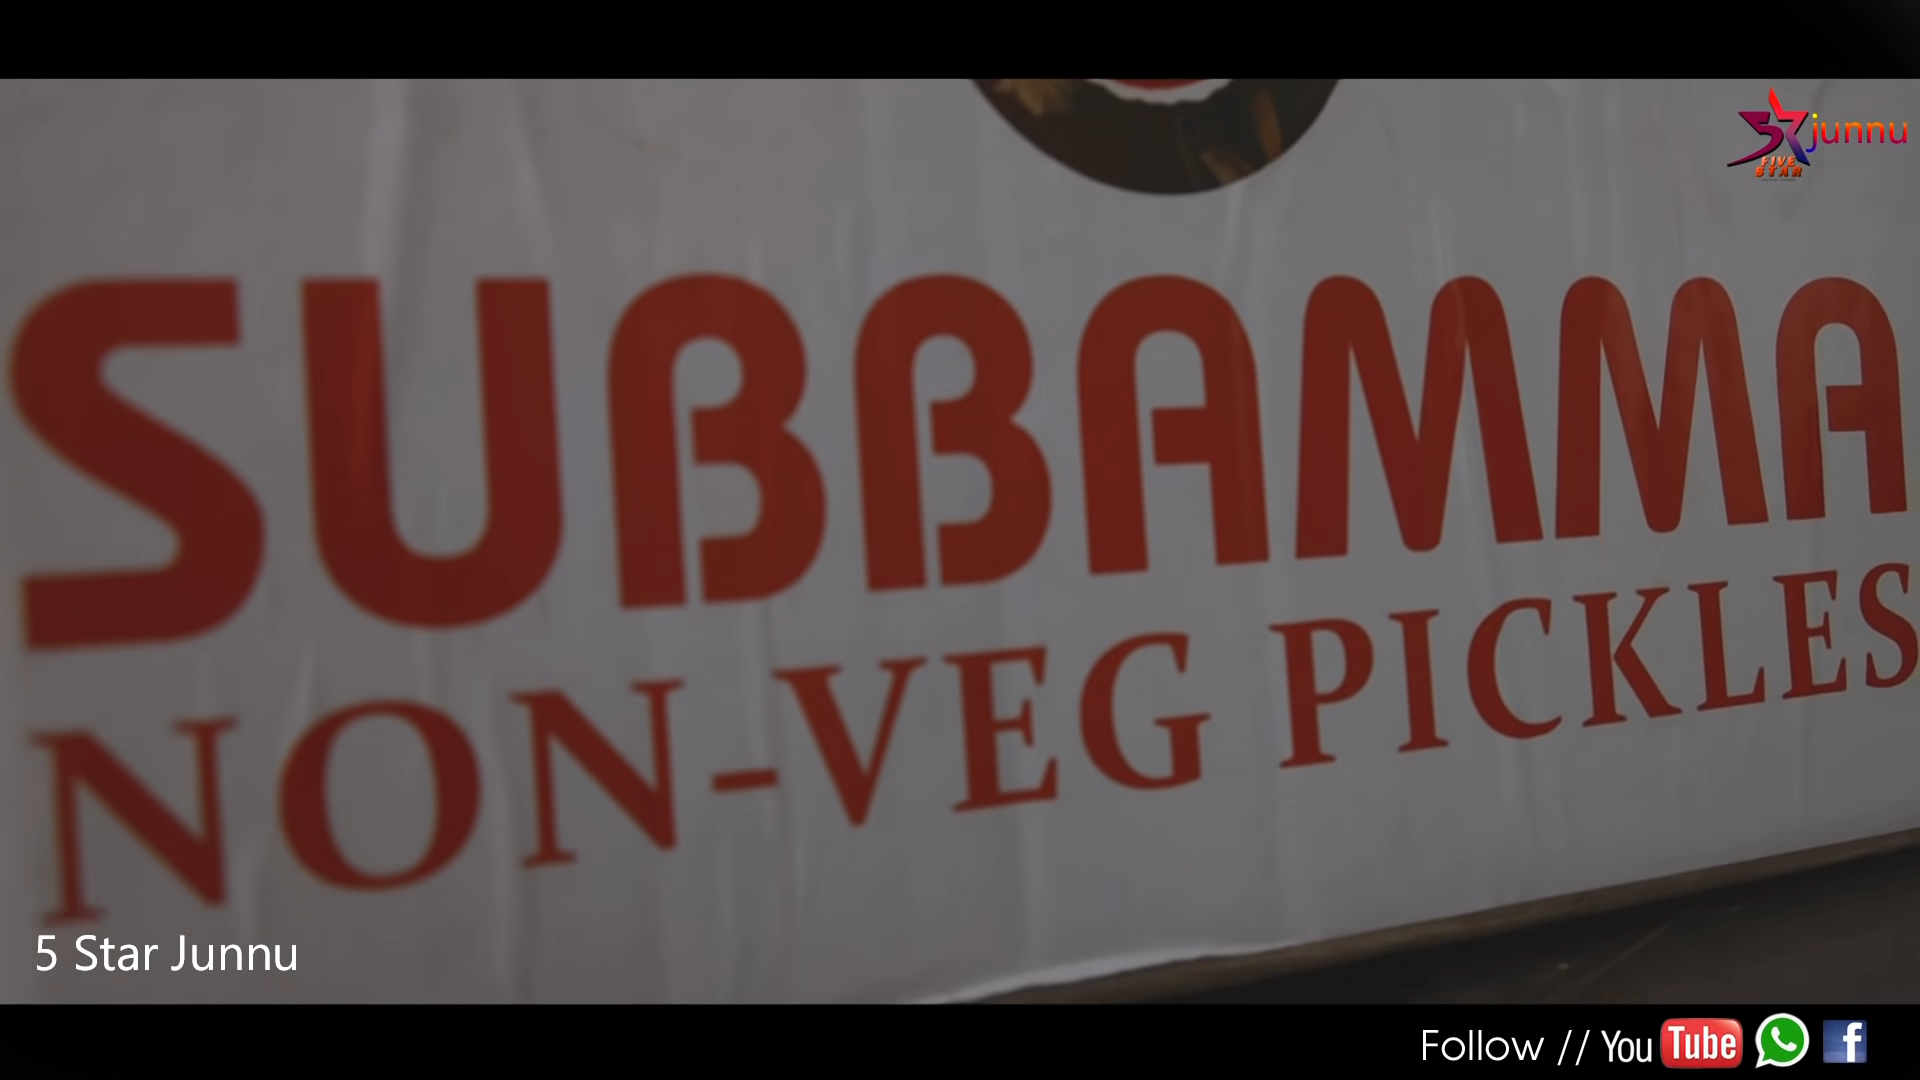 junnu
FIVE
STAR
SUBBAMMA
NON-VEG PICKLES
5 Star Junnu
Follow // You Tube